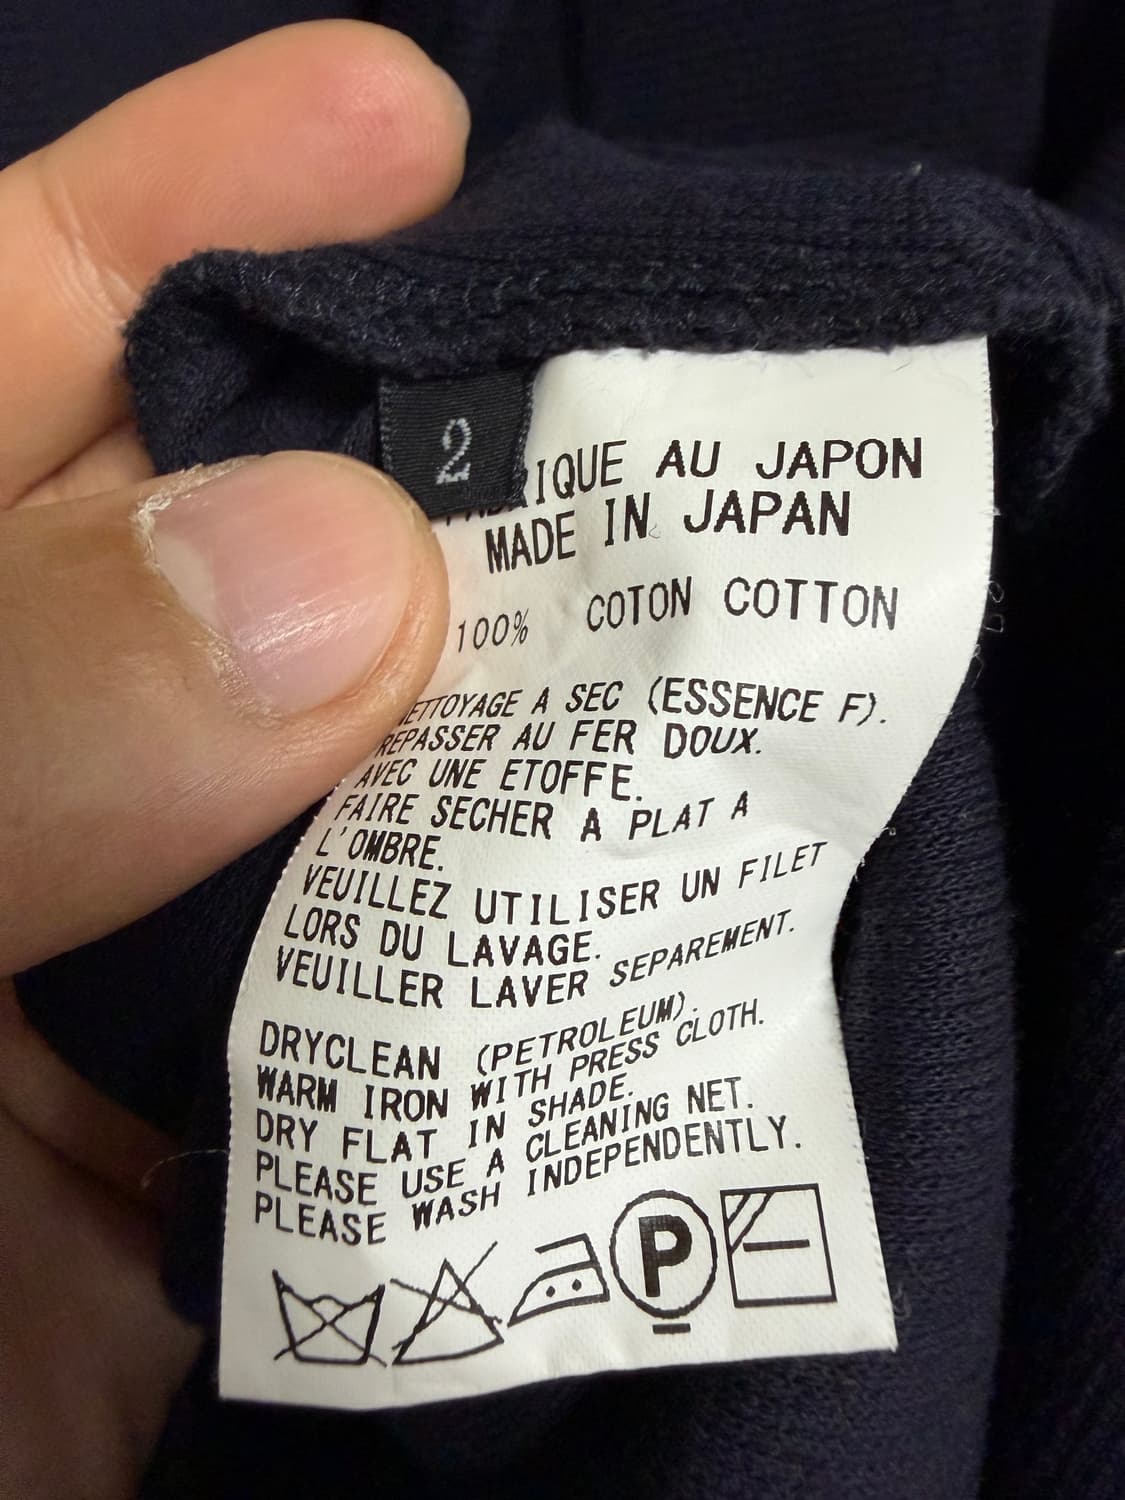 2
IQUE AU JAPON
MADE IN JAPAN
100% COTON COTTON
NETTOYAGE A SEC (ESSENCE F).
REPASSER AU FER DOUX.
AVEC UNE ETOFFE.
FAIRE SECHER A PLAT A
L'OMBRE.
VEUILLEZ UTILISER UN FILET
LORS DU LAVAGE.
VEUILLER LAVER SEPAREMENT.
DRYCLEAN (PETROLEUM).
WARM IRON WITH PRESS CLOTH.
DRY FLAT IN SHADE.
PLEASE USE A CLEANING NET.
PLEASE WASH INDEPENDENTLY.
P